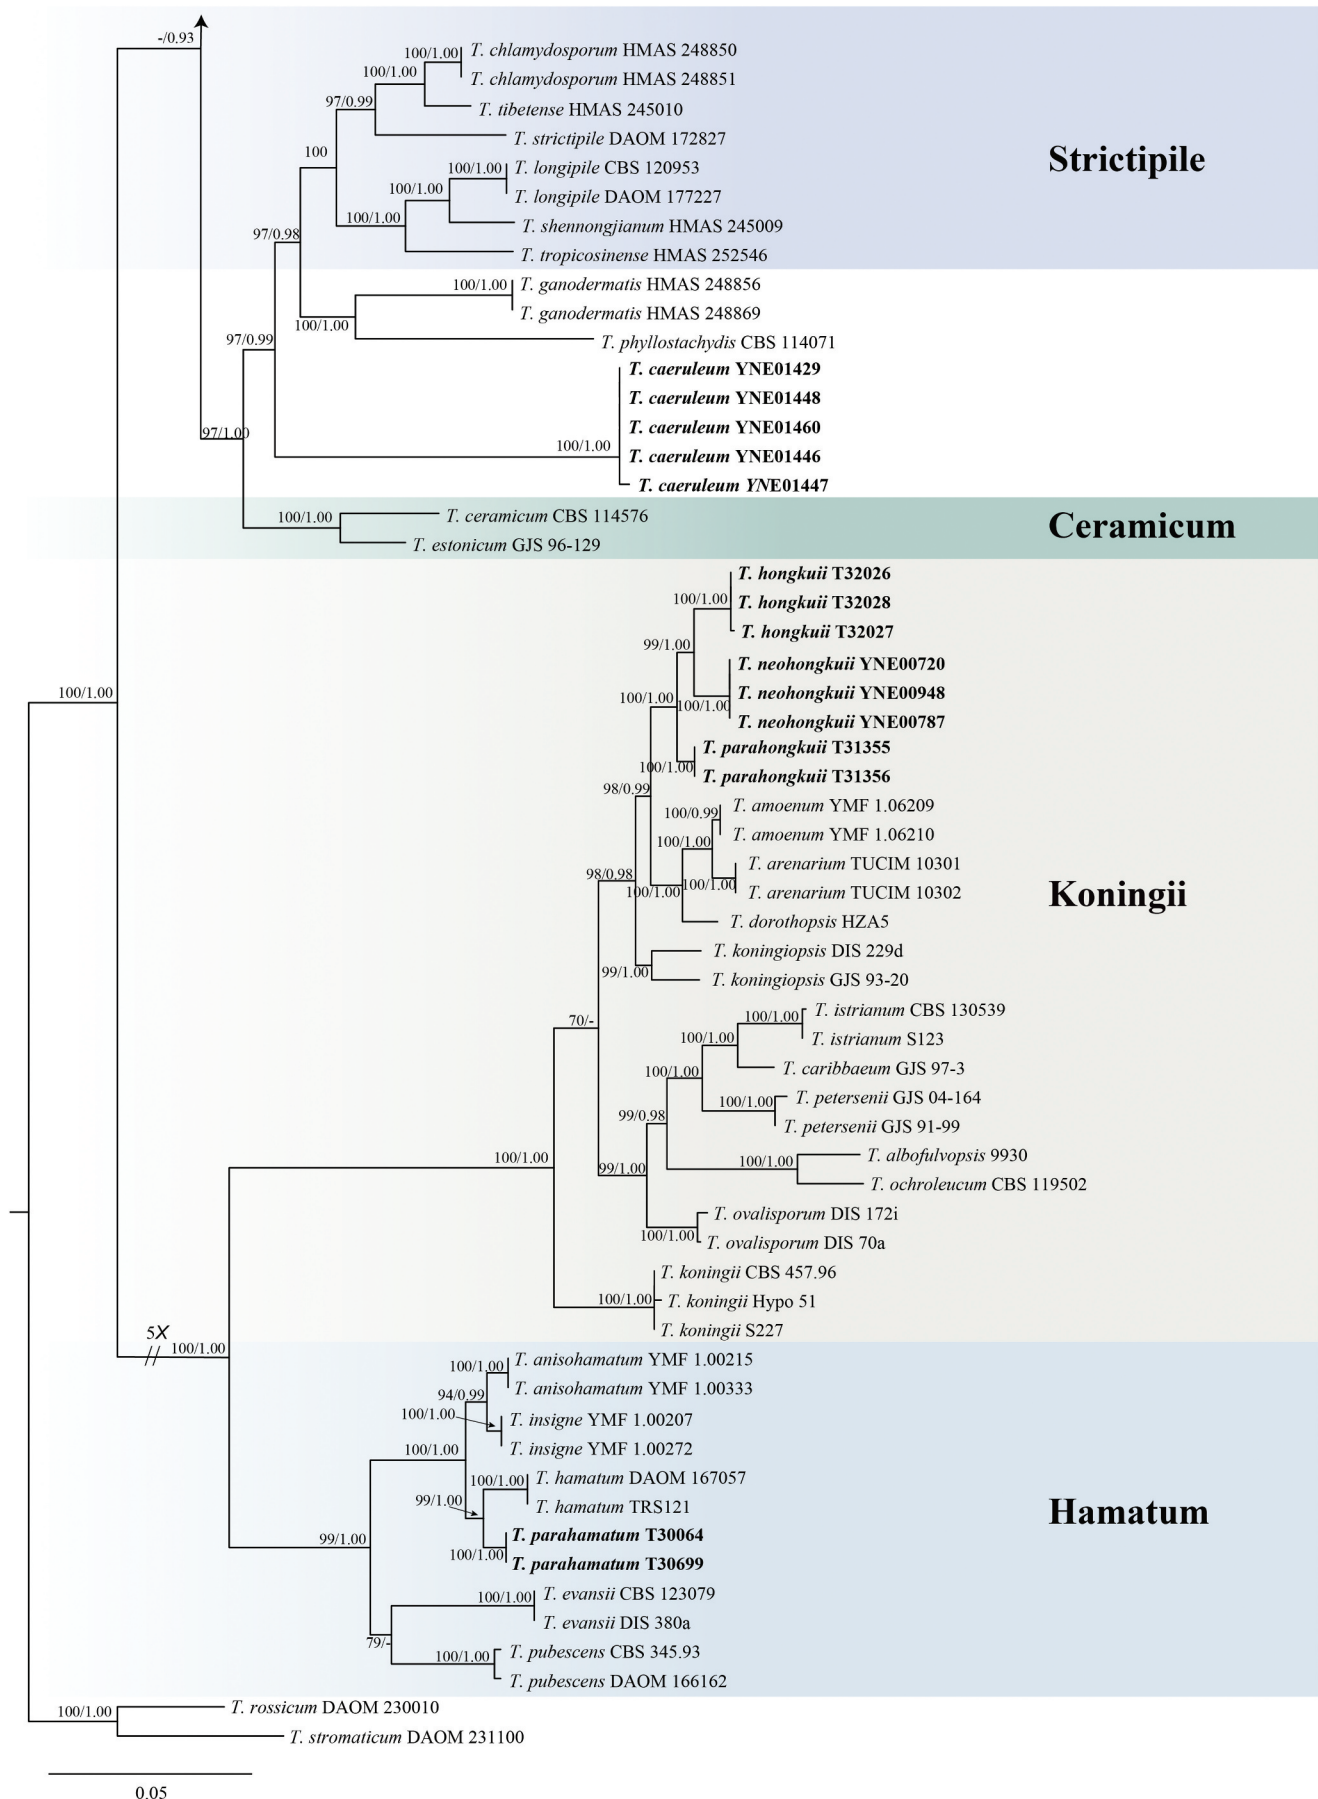 -/0.93
100/1.00
T. chlamydosporum HMAS 248850
100/1.00
T. chlamydosporum HMAS 248851
97/0.99
T. tibetense HMAS 245010
T. strictipile DAOM 172827
100
Strictipile
100/1.00
T. longipile CBS 120953
100/1.00
T. longipile DAOM 177227
100/1.00
T. shennongjianum HMAS 245009
97/0.98
T. tropicosinense HMAS 252546
100/1.00
T. ganodermatis HMAS 248856
T. ganodermatis HMAS 248869
100/1.00
97/0.99
T. phyllostachydis CBS 114071
T. caeruleum YNE01429
T. caeruleum YNE01448
97/1.00
T. caeruleum YNE01460
100/1.00
T. caeruleum YNE01446
T. caeruleum YNE01447
100/1.00
T. ceramicum CBS 114576
Ceramicum
T. estonicum GJS 96-129
T. hongkuii T32026
100/1.00
T. hongkuii T32028
T. hongkuii T32027
99/1.00
T. neohongkuii YNE00720
100/1.00
T. neohongkuii YNE00948
100/1.00
100/1.00
T. neohongkuii YNE00787
T. parahongkuii T31355
100/1.00
T. parahongkuii T31356
98/0.99
T. amoenum YMF 1.06209
100/0.99
T. amoenum YMF 1.06210
100/1.00
T. arenarium TUCIM 10301
98/0.98
100/1.00
100/1.00
T. arenarium TUCIM 10302
Koningii
T. dorothopsis HZA5
T. koningiopsis DIS 229d
99/1.00
T. koningiopsis GJS 93-20
T. istrianum CBS 130539
100/1.00
70/-
T. istrianum S123
100/1.00
T. caribbaeum GJS 97-3
100/1.00
T. petersenii GJS 04-164
100/1.00
99/0.98
T. petersenii GJS 91-99
T. albofulvopsis 9930
100/1.00
100/1.00
99/1.00
T. ochroleucum CBS 119502
T. ovalisporum DIS 172i
100/1.00
T. ovalisporum DIS 70a
T. koningii CBS 457.96
100/1.00
T. koningii Hypo 51
T. koningii S227
5X
100/1.00
T. anisohamatum YMF 1.00215
100/1.00
T. anisohamatum YMF 1.00333
94/0.99
100/1.00
T. insigne YMF 1.00207
100/1.00
T. insigne YMF 1.00272
T. hamatum DAOM 167057
100/1.00
99/1.00
T. hamatum TRS121
Hamatum
T. parahamatum T30064
99/1.00
100/1.00
T. parahamatum T30699
T. evansii CBS 123079
100/1.00
T. evansii DIS 380a
79/-
T. pubescens CBS 345.93
100/1.00
T. pubescens DAOM 166162
T. rossicum DAOM 230010
100/1.00
T. stromaticum DAOM 231100
0.05